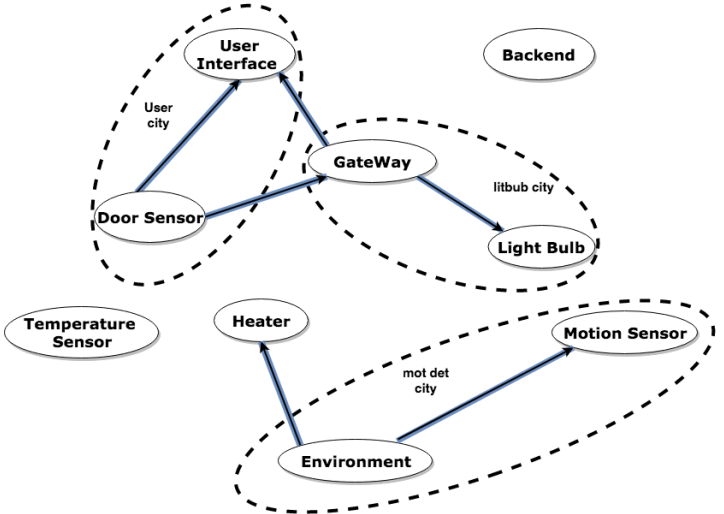 User
Interface
Backend
User
city
GateWay
litbub city
Door Sensor
Light Bulb
Temperature
Sensor
Heater
Motion Sensor
mot det
city
Environment